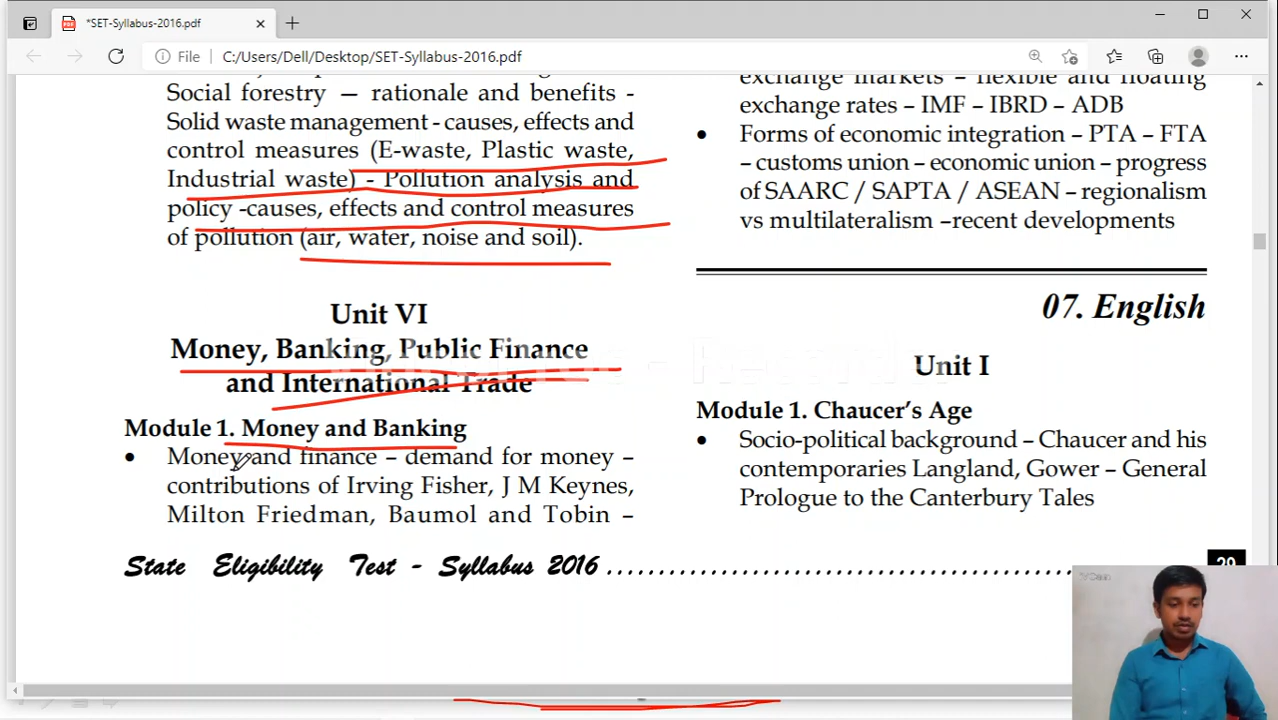 *SET-Syllabus-2016.pdf
File
C:/Users/Dell/Desktop/SET-Syllabus-2016.pdf
Social forestry — rationale and benefits -
Solid waste management - causes, effects and
control measures (E-waste, Plastic waste,
Industrial waste) - Pollution analysis and
policy -causes, effects and control measures
of pollution (air, water, noise and soil).
Unit VI
Money, Banking, Public Finance
and International Trade
Module 1. Money and Banking
• Money and finance – demand for money –
contributions of Irving Fisher, J M Keynes,
Milton Friedman, Baumol and Tobin –
exchange markets – flexible and floating
exchange rates – IMF – IBRD – ADB
• Forms of economic integration – PTA – FTA
– customs union – economic union – progress
of SAARC / SAPTA / ASEAN – regionalism
vs multilateralism –recent developments
07. English
Unit I
Module 1. Chaucer's Age
• Socio-political background – Chaucer and his
contemporaries Langland, Gower – General
Prologue to the Canterbury Tales
State Eligibility Test - Syllabus 2016